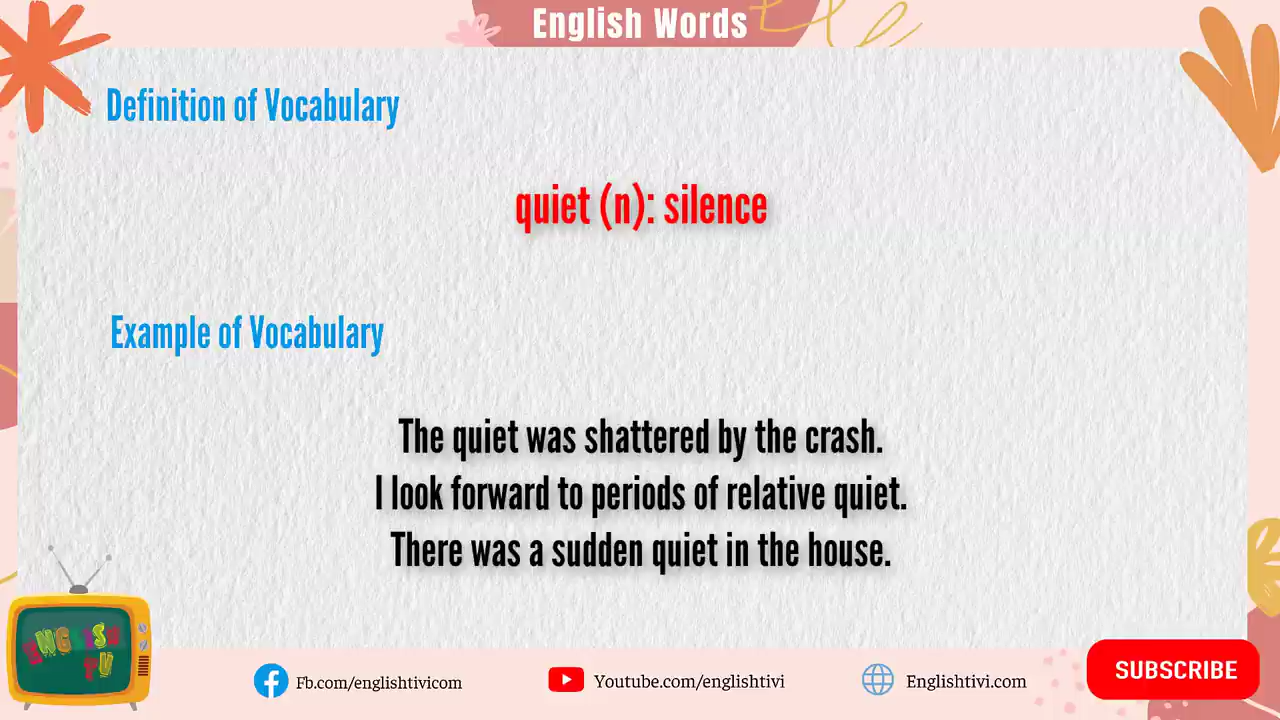 English Words
Definition of Vocabulary
quiet (n): silence
Example of Vocabulary
The quiet was shattered by the crash.
I look forward to periods of relative quiet.
There was a sudden quiet in the house.
ENGLISH
TV
Fb.com/englishtivicom
Youtube.com/englishtivi
Englishtivi.com
SUBSCRIBE